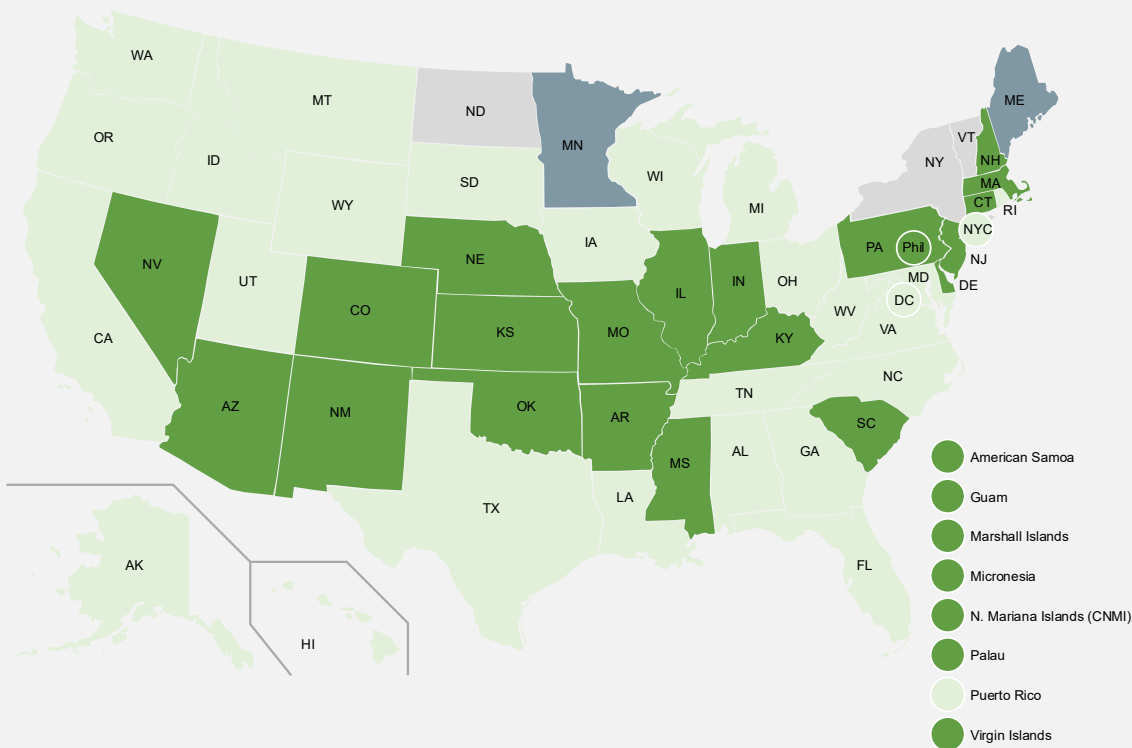 WA
MT
ND
ME
OR
MN
VT
ID
NY
NH
WI
SD
MA
WY
CT
MI
RI
NYC
IA
PA
Phil
NV
NE
NJ
UT
OH
MD
IL
IN
DE
DC
CO
WV
KS
MO
VA
CA
KY
NC
TN
AZ
NM
OK
AR
SC
AL
GA
American Samoa
MS
Guam
LA
TX
Marshall Islands
AK
FL
Micronesia
N. Mariana Islands (CNMI)
HI
Palau
Puerto Rico
Virgin Islands